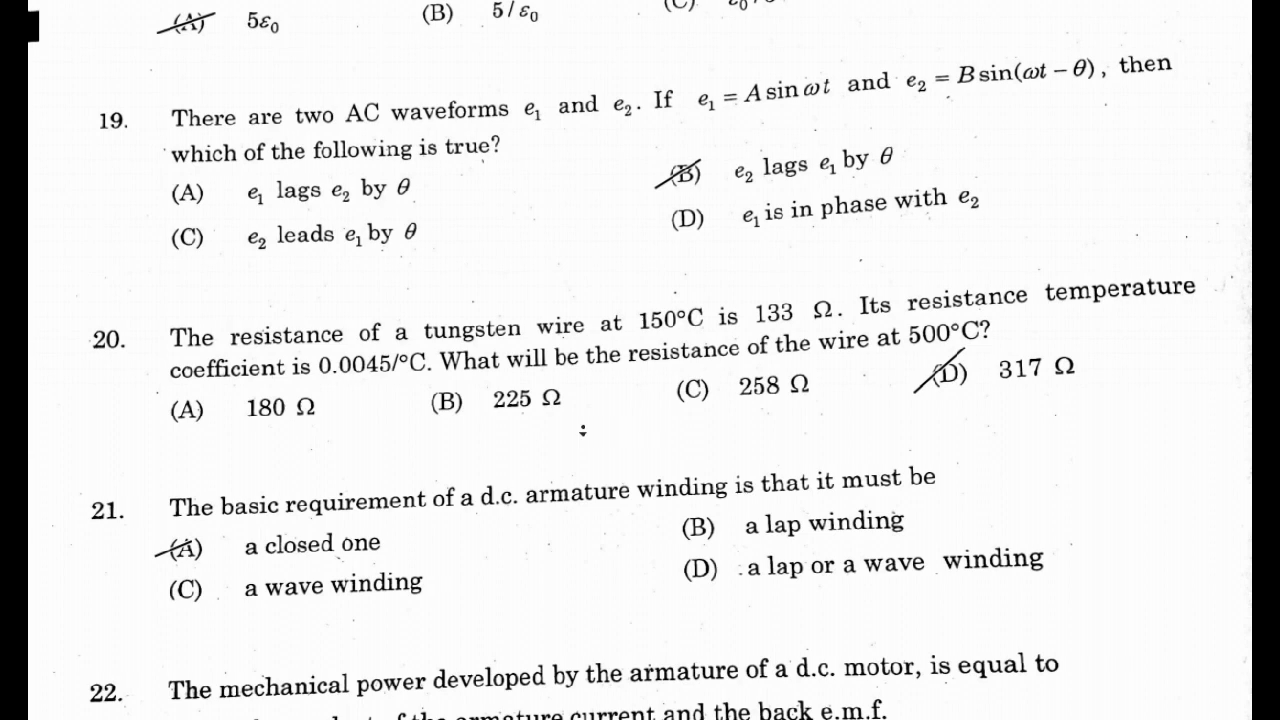 (A) 5ε₀ (B) 5/ε₀ (C)
19. There are two AC waveforms e₁ and e₂. If e₁ = A sin ωt and e₂ = B sin(ωt − θ), then
which of the following is true?
(A) e₁ lags e₂ by θ (B) e₂ lags e₁ by θ
(C) e₂ leads e₁ by θ (D) e₁ is in phase with e₂
20. The resistance of a tungsten wire at 150°C is 133 Ω. Its resistance temperature
coefficient is 0.0045/°C. What will be the resistance of the wire at 500°C?
(A) 180 Ω (B) 225 Ω (C) 258 Ω (D) 317 Ω
21. The basic requirement of a d.c. armature winding is that it must be
(A) a closed one (B) a lap winding
(C) a wave winding (D) a lap or a wave winding
22. The mechanical power developed by the armature of a d.c. motor, is equal to
armature current and the back e.m.f.